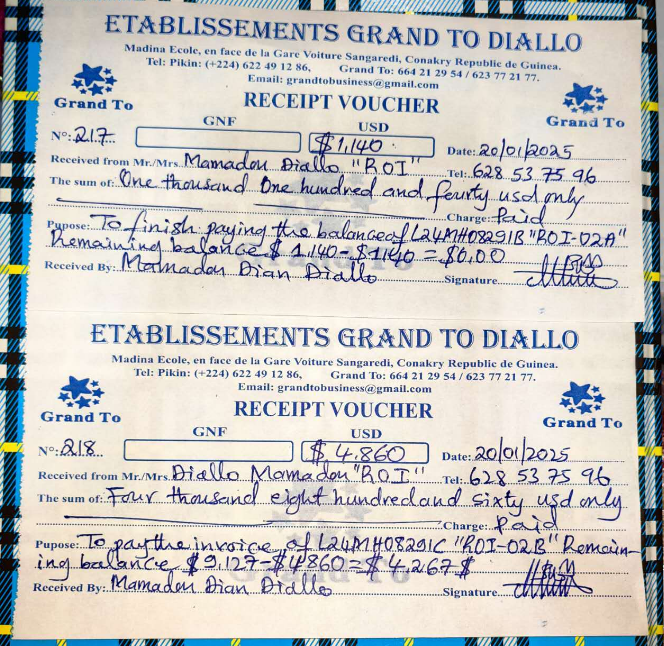 ETABLISSEMENTS GRAND TO DIALLO
Madina Ecole, en face de la Gare Voiture Sangaredi, Conakry Republic de Guinea.
Tel: Pikin: (+224) 622 49 12 86, Grand To: 664 21 29 54 / 623 77 21 77.
Email: grandtobusiness@gmail.com
Grand To RECEIPT VOUCHER Grand To
GNF USD
N°: 217 $ 1,140 Date: 20/01/2025
Received from Mr./Mrs. Mamadou Diallo "ROI" Tel: 628 53 75 96
The sum of: One thousand One hundred and fourty usd only
Charge: Paid
Pupose: To finish paying the balance of L24MH08291B "ROI-02A"
Remaining balance $ 1,140-$1140 = $0,00
Received By: Mamadou Dian Diallo Signature
ETABLISSEMENTS GRAND TO DIALLO
Madina Ecole, en face de la Gare Voiture Sangaredi, Conakry Republic de Guinea.
Tel: Pikin: (+224) 622 49 12 86, Grand To: 664 21 29 54 / 623 77 21 77.
Email: grandtobusiness@gmail.com
Grand To RECEIPT VOUCHER Grand To
GNF USD
N°: 218 $ 4,860 Date: 20/01/2025
Received from Mr./Mrs. Diallo Mamadou "ROI" Tel: 628 53 75 96
The sum of: Four thousand eight hundred and sixty usd only
Charge: Paid
Pupose: To pay the invoice of L24MH08291C "ROI-02B" Remain-
ing balance $ 9,127-$4860 = $ 4,267 $
Received By: Mamadou Dian Diallo Signature